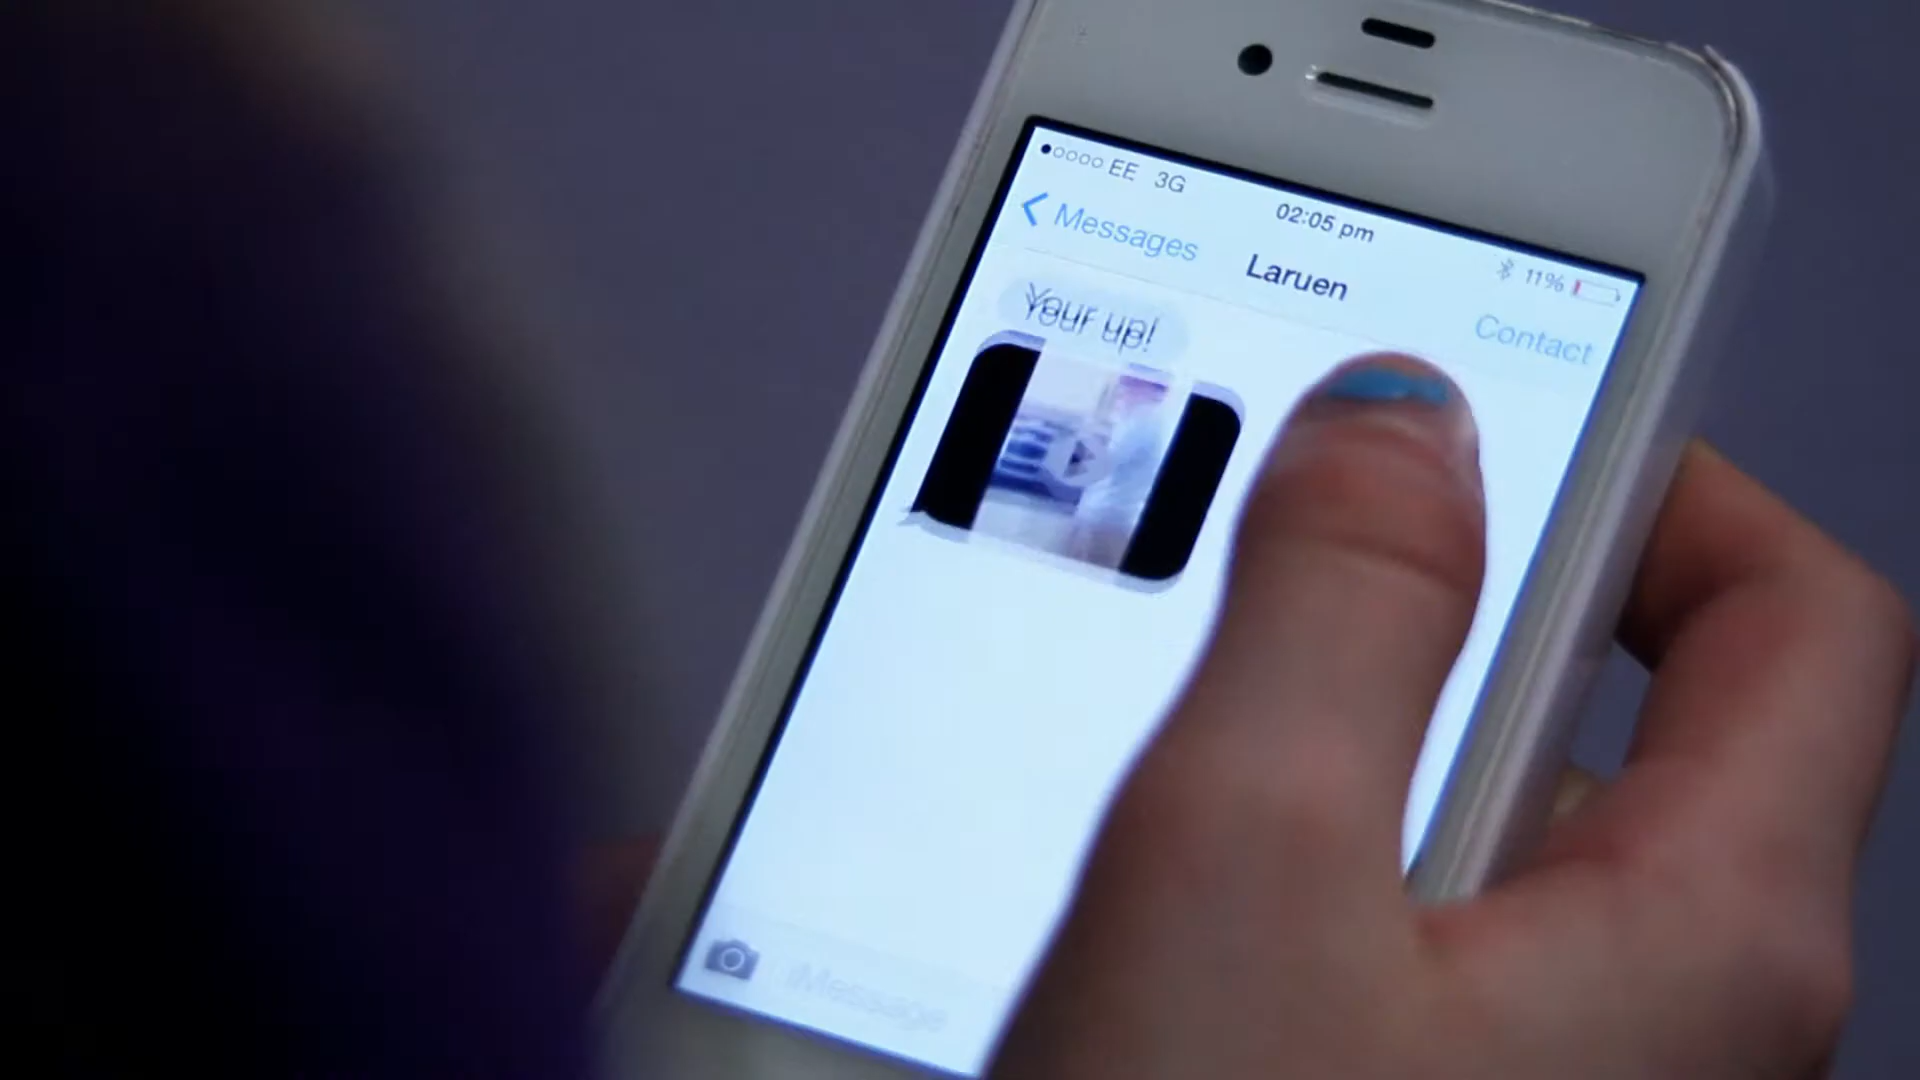 EE 3G
02:05 pm
11%
Messages
Laruen
Contact
Your up!
iMessage